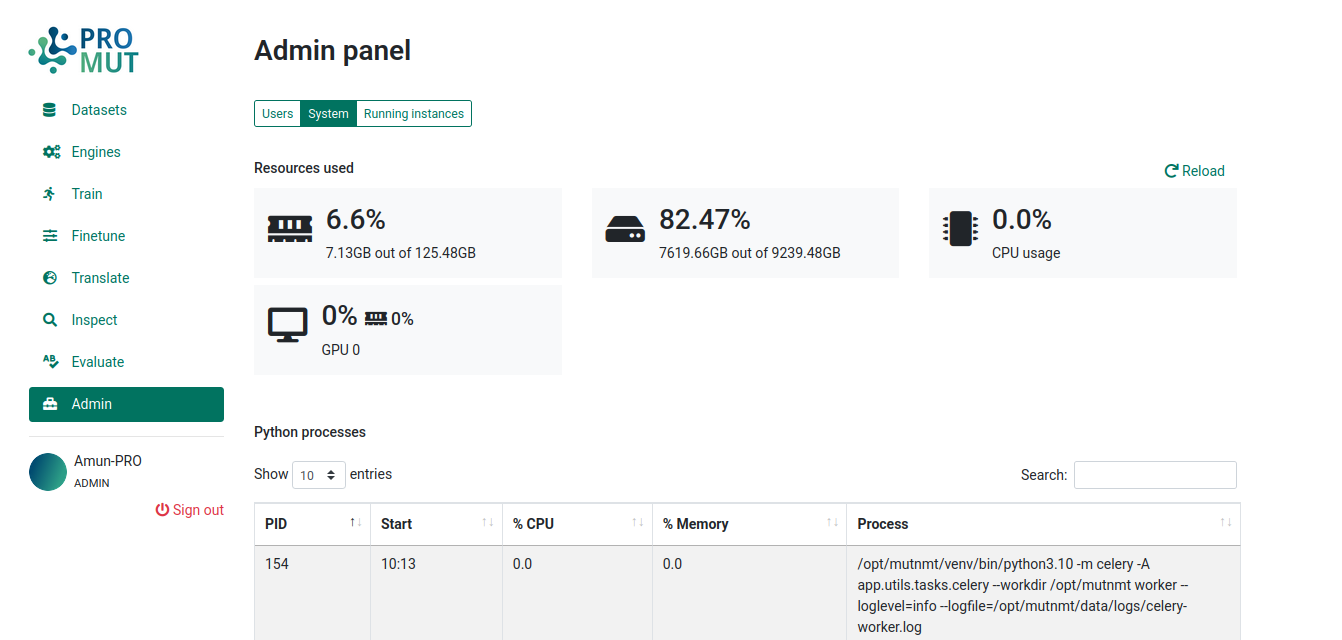 PRO
MUT
Admin panel
Datasets
Engines
Train
Finetune
Translate
Inspect
Evaluate
Admin
Amun-PRO
ADMIN
Sign out
Users System Running instances
Resources used
Reload
6.6%
7.13GB out of 125.48GB
82.47%
7619.66GB out of 9239.48GB
0.0%
CPU usage
0% 0%
GPU 0
Python processes
Show 10 entries
Search:
PID Start % CPU % Memory Process
154 10:13 0.0 0.0 /opt/mutnmt/venv/bin/python3.10 -m celery -A
app.utils.tasks.celery --workdir /opt/mutnmt worker --
loglevel=info --logfile=/opt/mutnmt/data/logs/celery-
worker.log